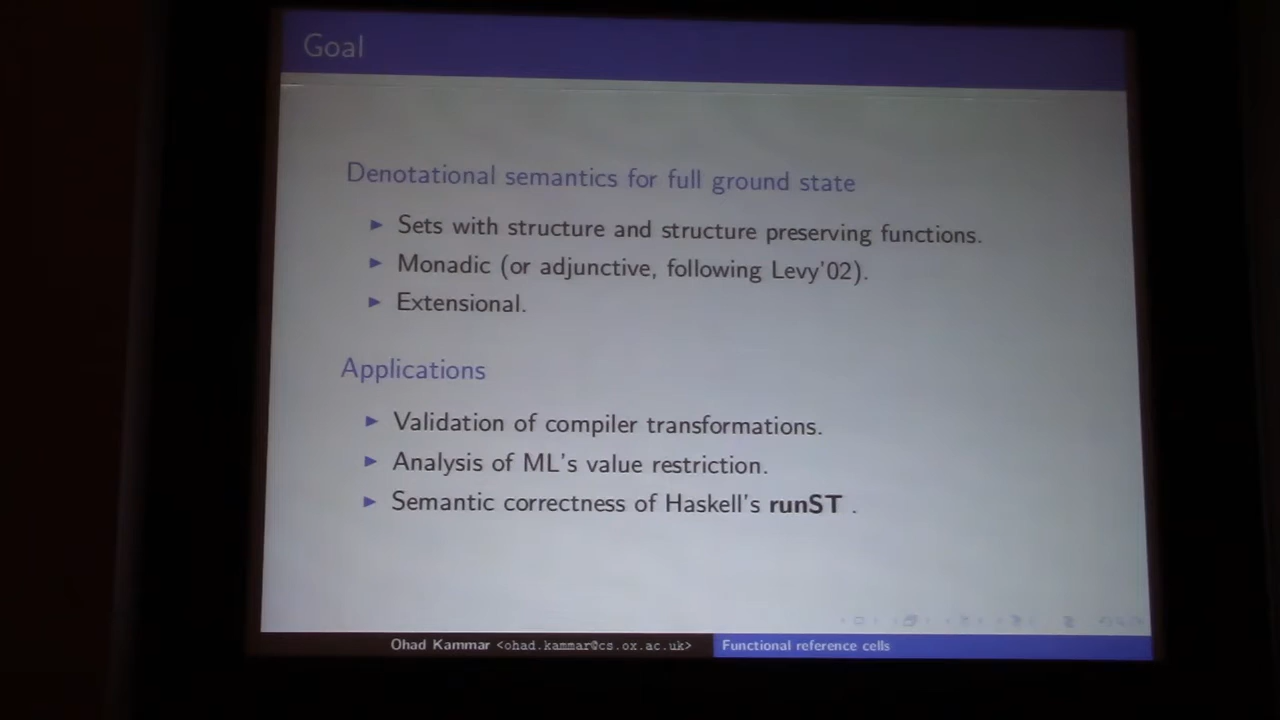 Goal
Denotational semantics for full ground state
Sets with structure and structure preserving functions.
Monadic (or adjunctive, following Levy'02).
Extensional.
Applications
Validation of compiler transformations.
Analysis of ML's value restriction.
Semantic correctness of Haskell's runST .
Ohad Kammar <ohad.kammar@cs.ox.ac.uk> Functional reference cells